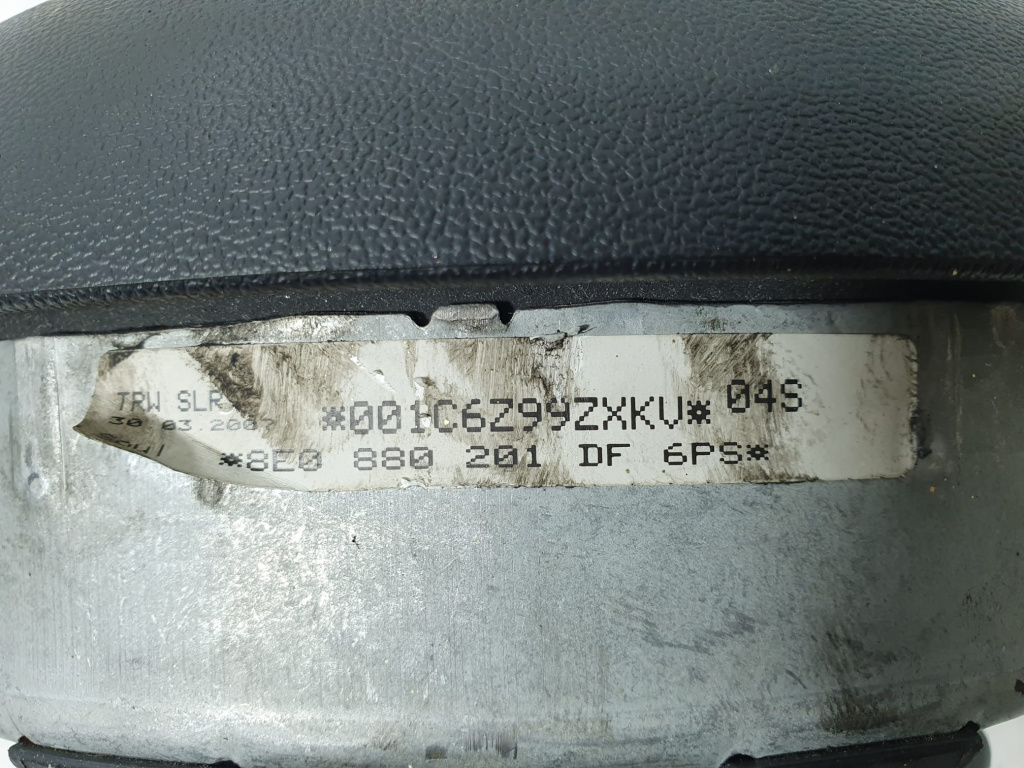 TRW SLR
30 03.2007
*001C6Z99ZXKV* 04S
*8E0 880 201 DF 6PS*